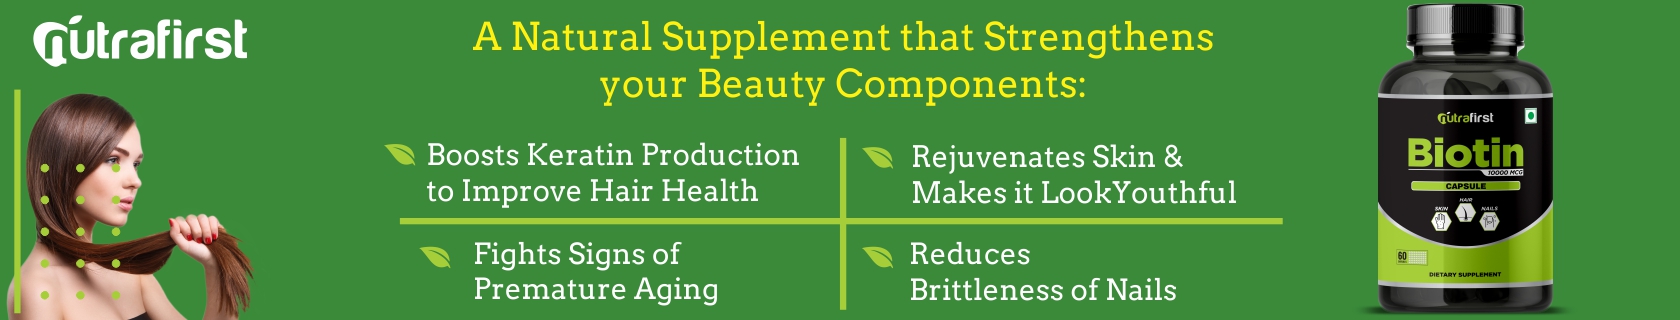 nutrafirst
A Natural Supplement that Strengthens
your Beauty Components:
Boosts Keratin Production
to Improve Hair Health
Rejuvenates Skin &
Makes it LookYouthful
Fights Signs of
Premature Aging
Reduces
Brittleness of Nails
nutrafirst
Biotin
10000 MCG
CAPSULE
HAIR
SKIN NAILS
60
DIETARY SUPPLEMENT